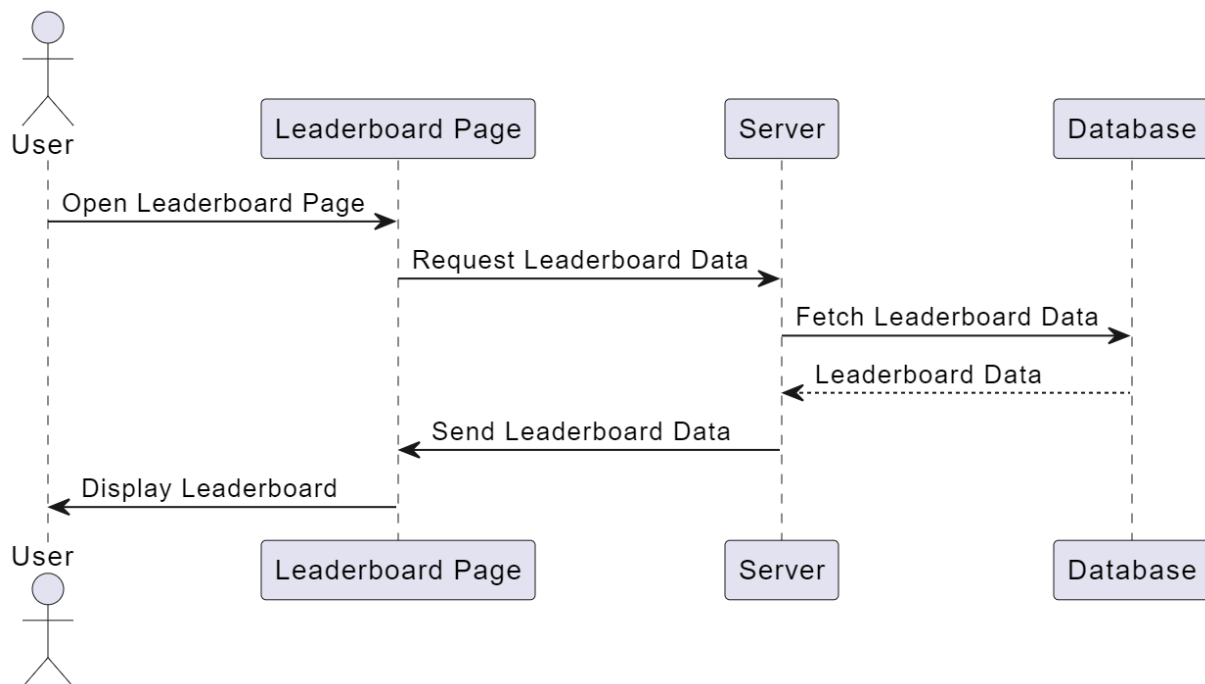 User
Leaderboard Page
Server
Database
Open Leaderboard Page
Request Leaderboard Data
Fetch Leaderboard Data
Leaderboard Data
Send Leaderboard Data
Display Leaderboard
User
Leaderboard Page
Server
Database